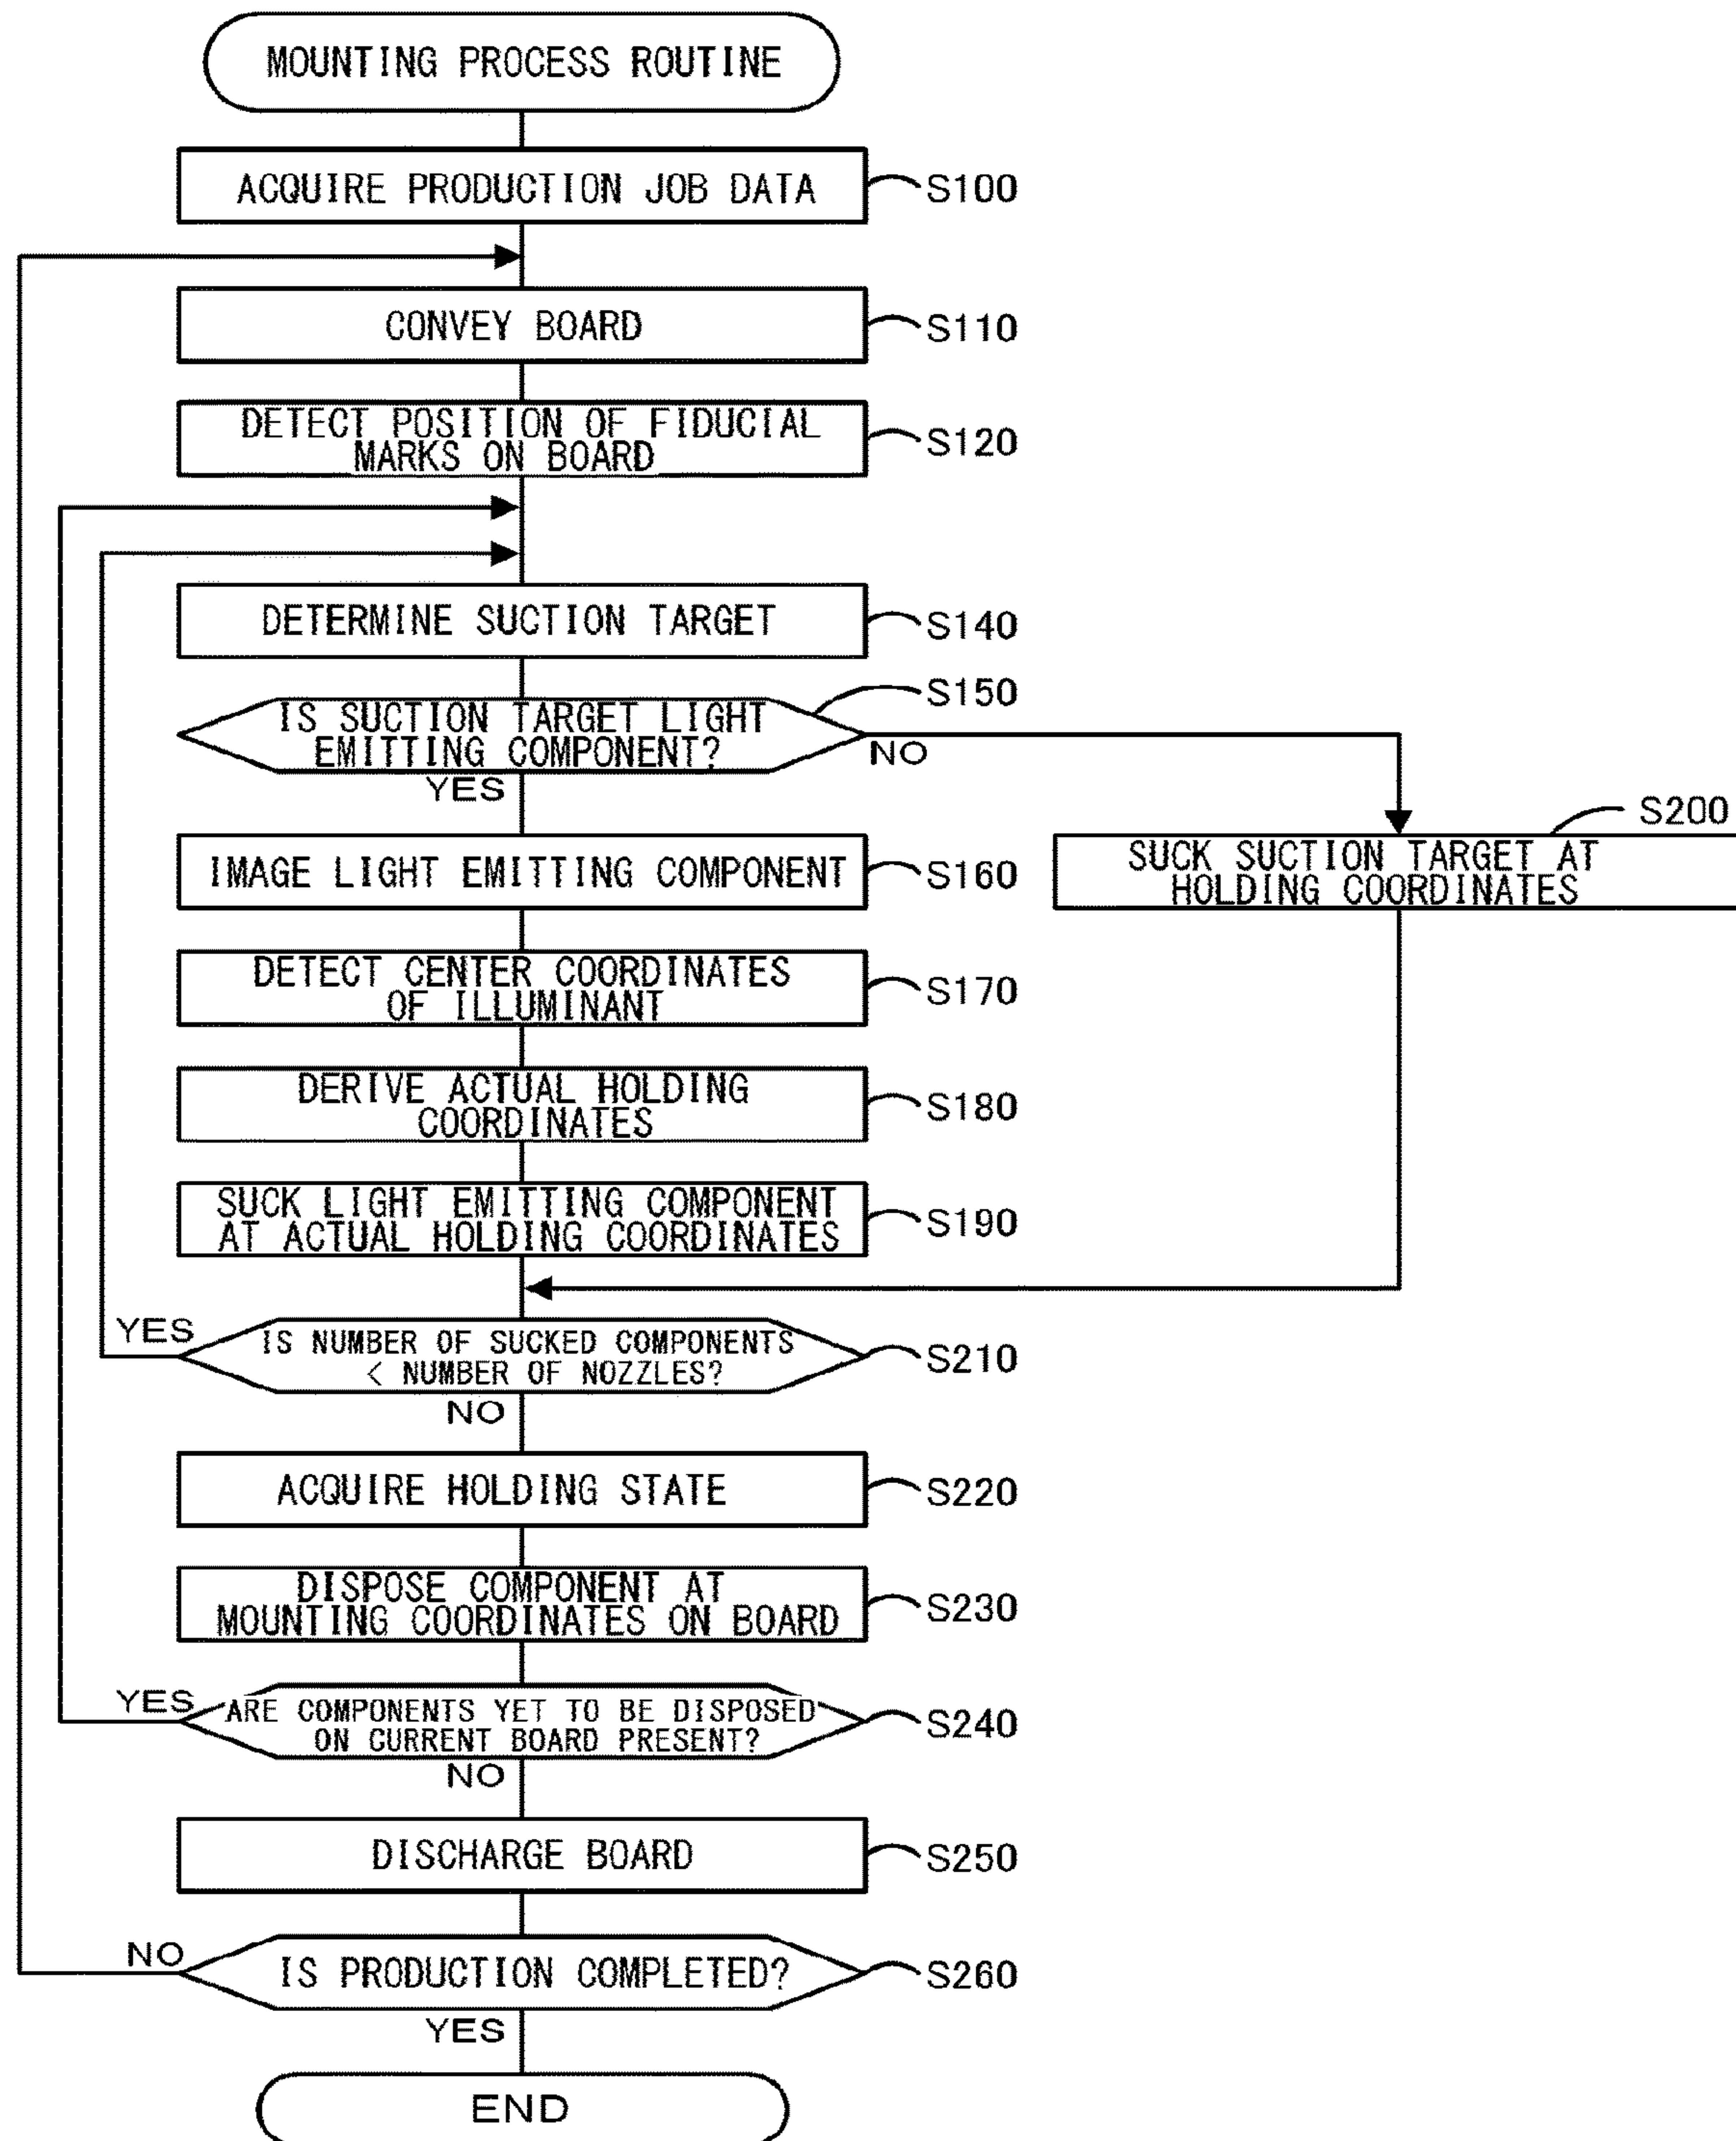 MOUNTING PROCESS ROUTINE
ACQUIRE PRODUCTION JOB DATA
S100
CONVEY BOARD
S110
DETECT POSITION OF FIDUCIAL
MARKS ON BOARD
S120
DETERMINE SUCTION TARGET
S140
IS SUCTION TARGET LIGHT
EMITTING COMPONENT?
S150
NO
YES
IMAGE LIGHT EMITTING COMPONENT
S160
SUCK SUCTION TARGET AT
HOLDING COORDINATES
S200
DETECT CENTER COORDINATES
OF ILLUMINANT
S170
DERIVE ACTUAL HOLDING
COORDINATES
S180
SUCK LIGHT EMITTING COMPONENT
AT ACTUAL HOLDING COORDINATES
S190
YES
IS NUMBER OF SUCKED COMPONENTS
< NUMBER OF NOZZLES?
S210
NO
ACQUIRE HOLDING STATE
S220
DISPOSE COMPONENT AT
MOUNTING COORDINATES ON BOARD
S230
YES
ARE COMPONENTS YET TO BE DISPOSED
ON CURRENT BOARD PRESENT?
S240
NO
DISCHARGE BOARD
S250
NO
IS PRODUCTION COMPLETED?
S260
YES
END